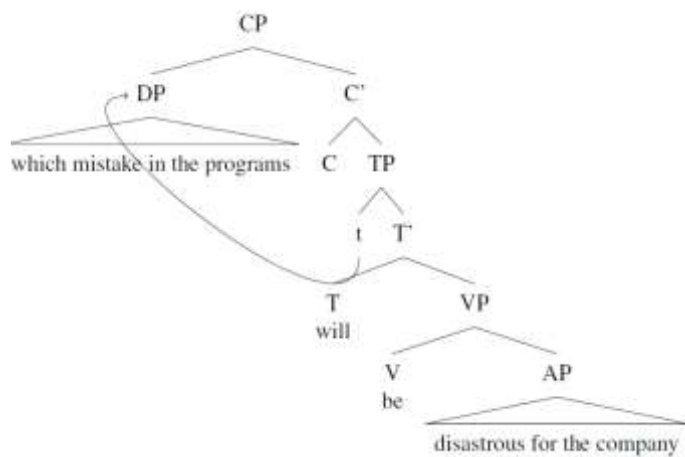 CP
DP C’
which mistake in the programs C TP
t T’
T VP
will
V AP
be
disastrous for the company